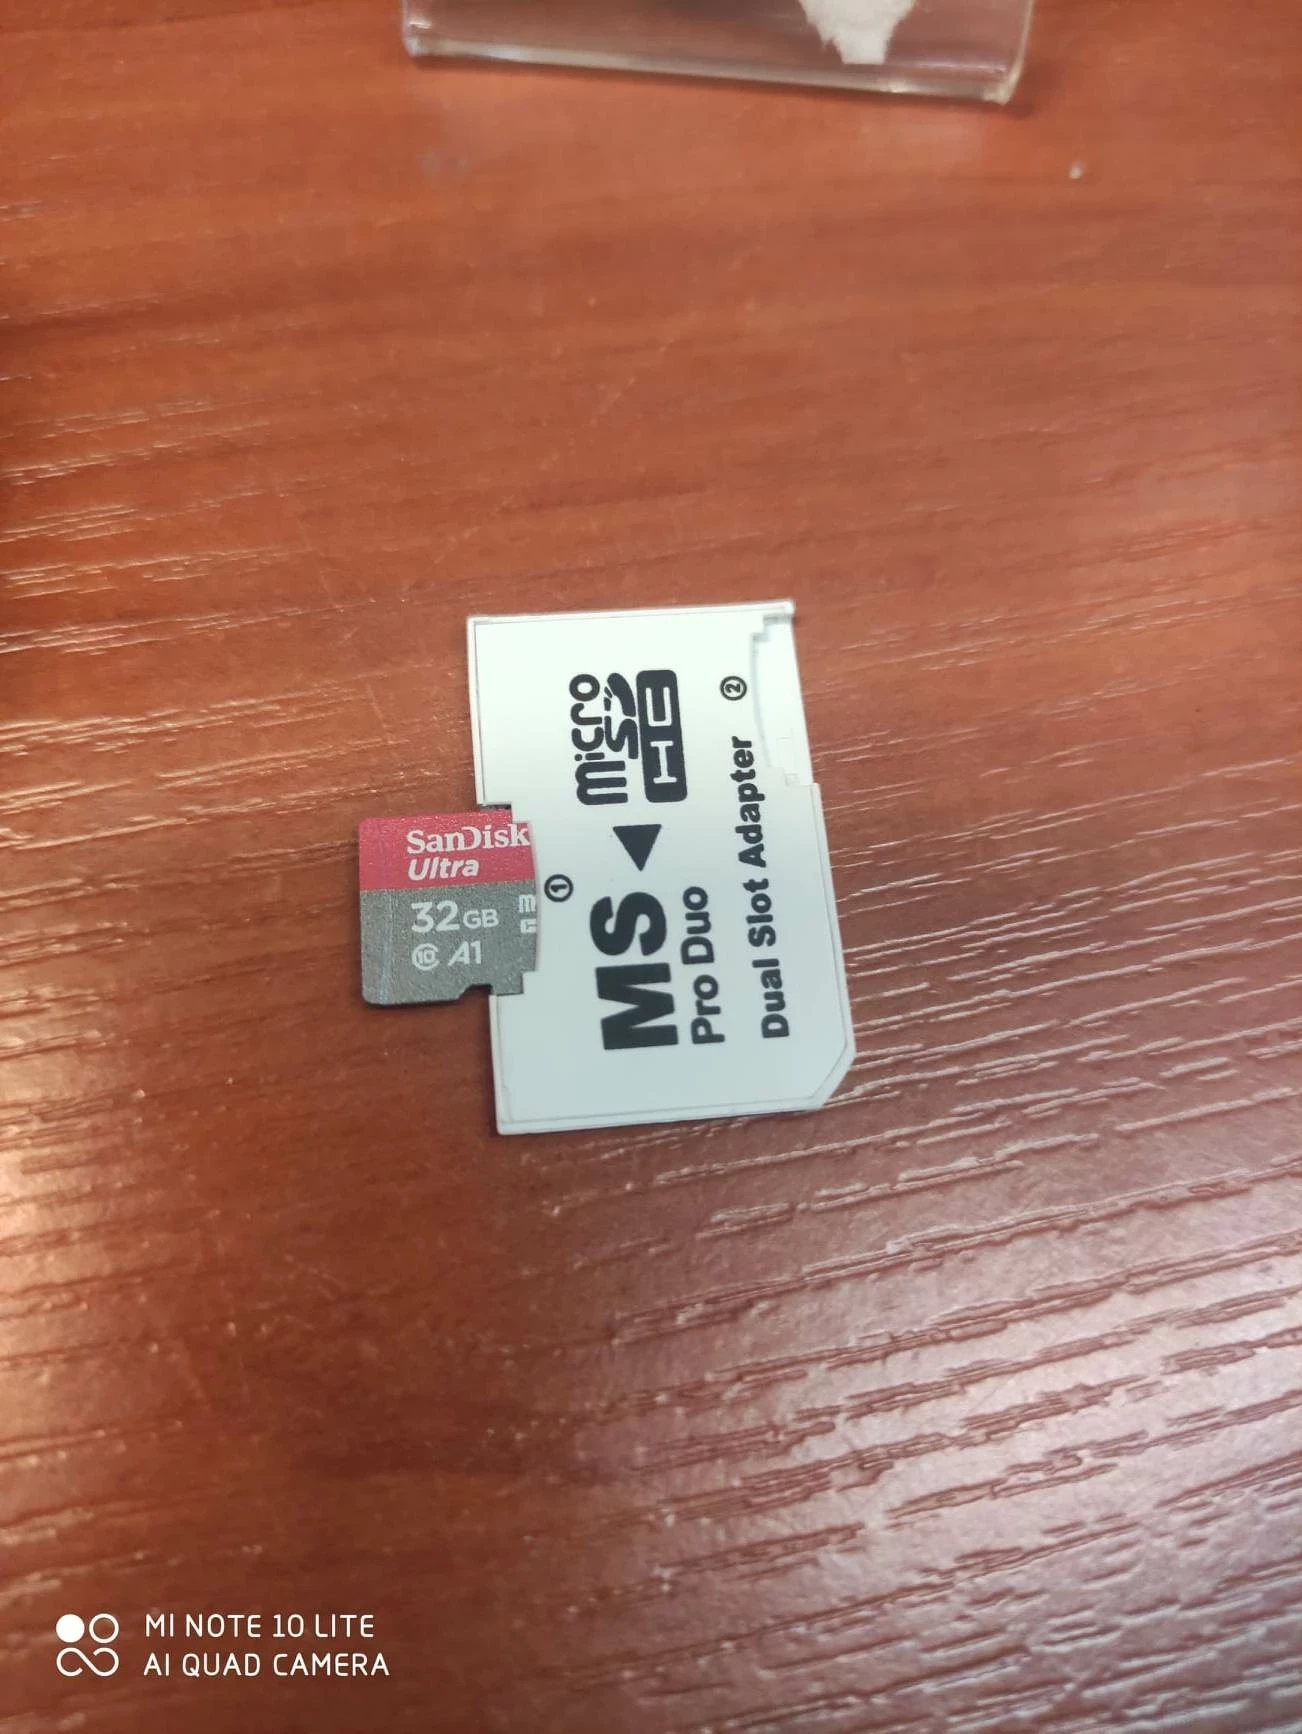 SanDisk
Ultra
32GB
10 A1
①
MS ◀ micro SD HC
Pro Duo
Dual Slot Adapter ②
MI NOTE 10 LITE
AI QUAD CAMERA